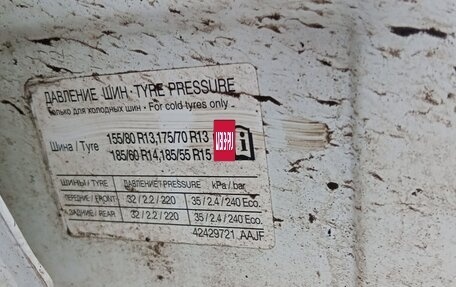 ДАВЛЕНИЕ ШИН · TYRE PRESSURE
Только для холодных шин • For cold tyres only
Шина / Tyre
155/80 R13,175/70 R13
185/60 R14,185/55 R15
ШИНЫ / TYRE ДАВЛЕНИЕ / PRESSURE kPa / bar
ПЕРЕДНИЕ / FRONT 32 / 2.2 / 220 35 / 2.4 / 240 Eco.
ЗАДНИЕ / REAR 32 / 2.2 / 220 35 / 2.4 / 240 Eco.
42429721 AAJF